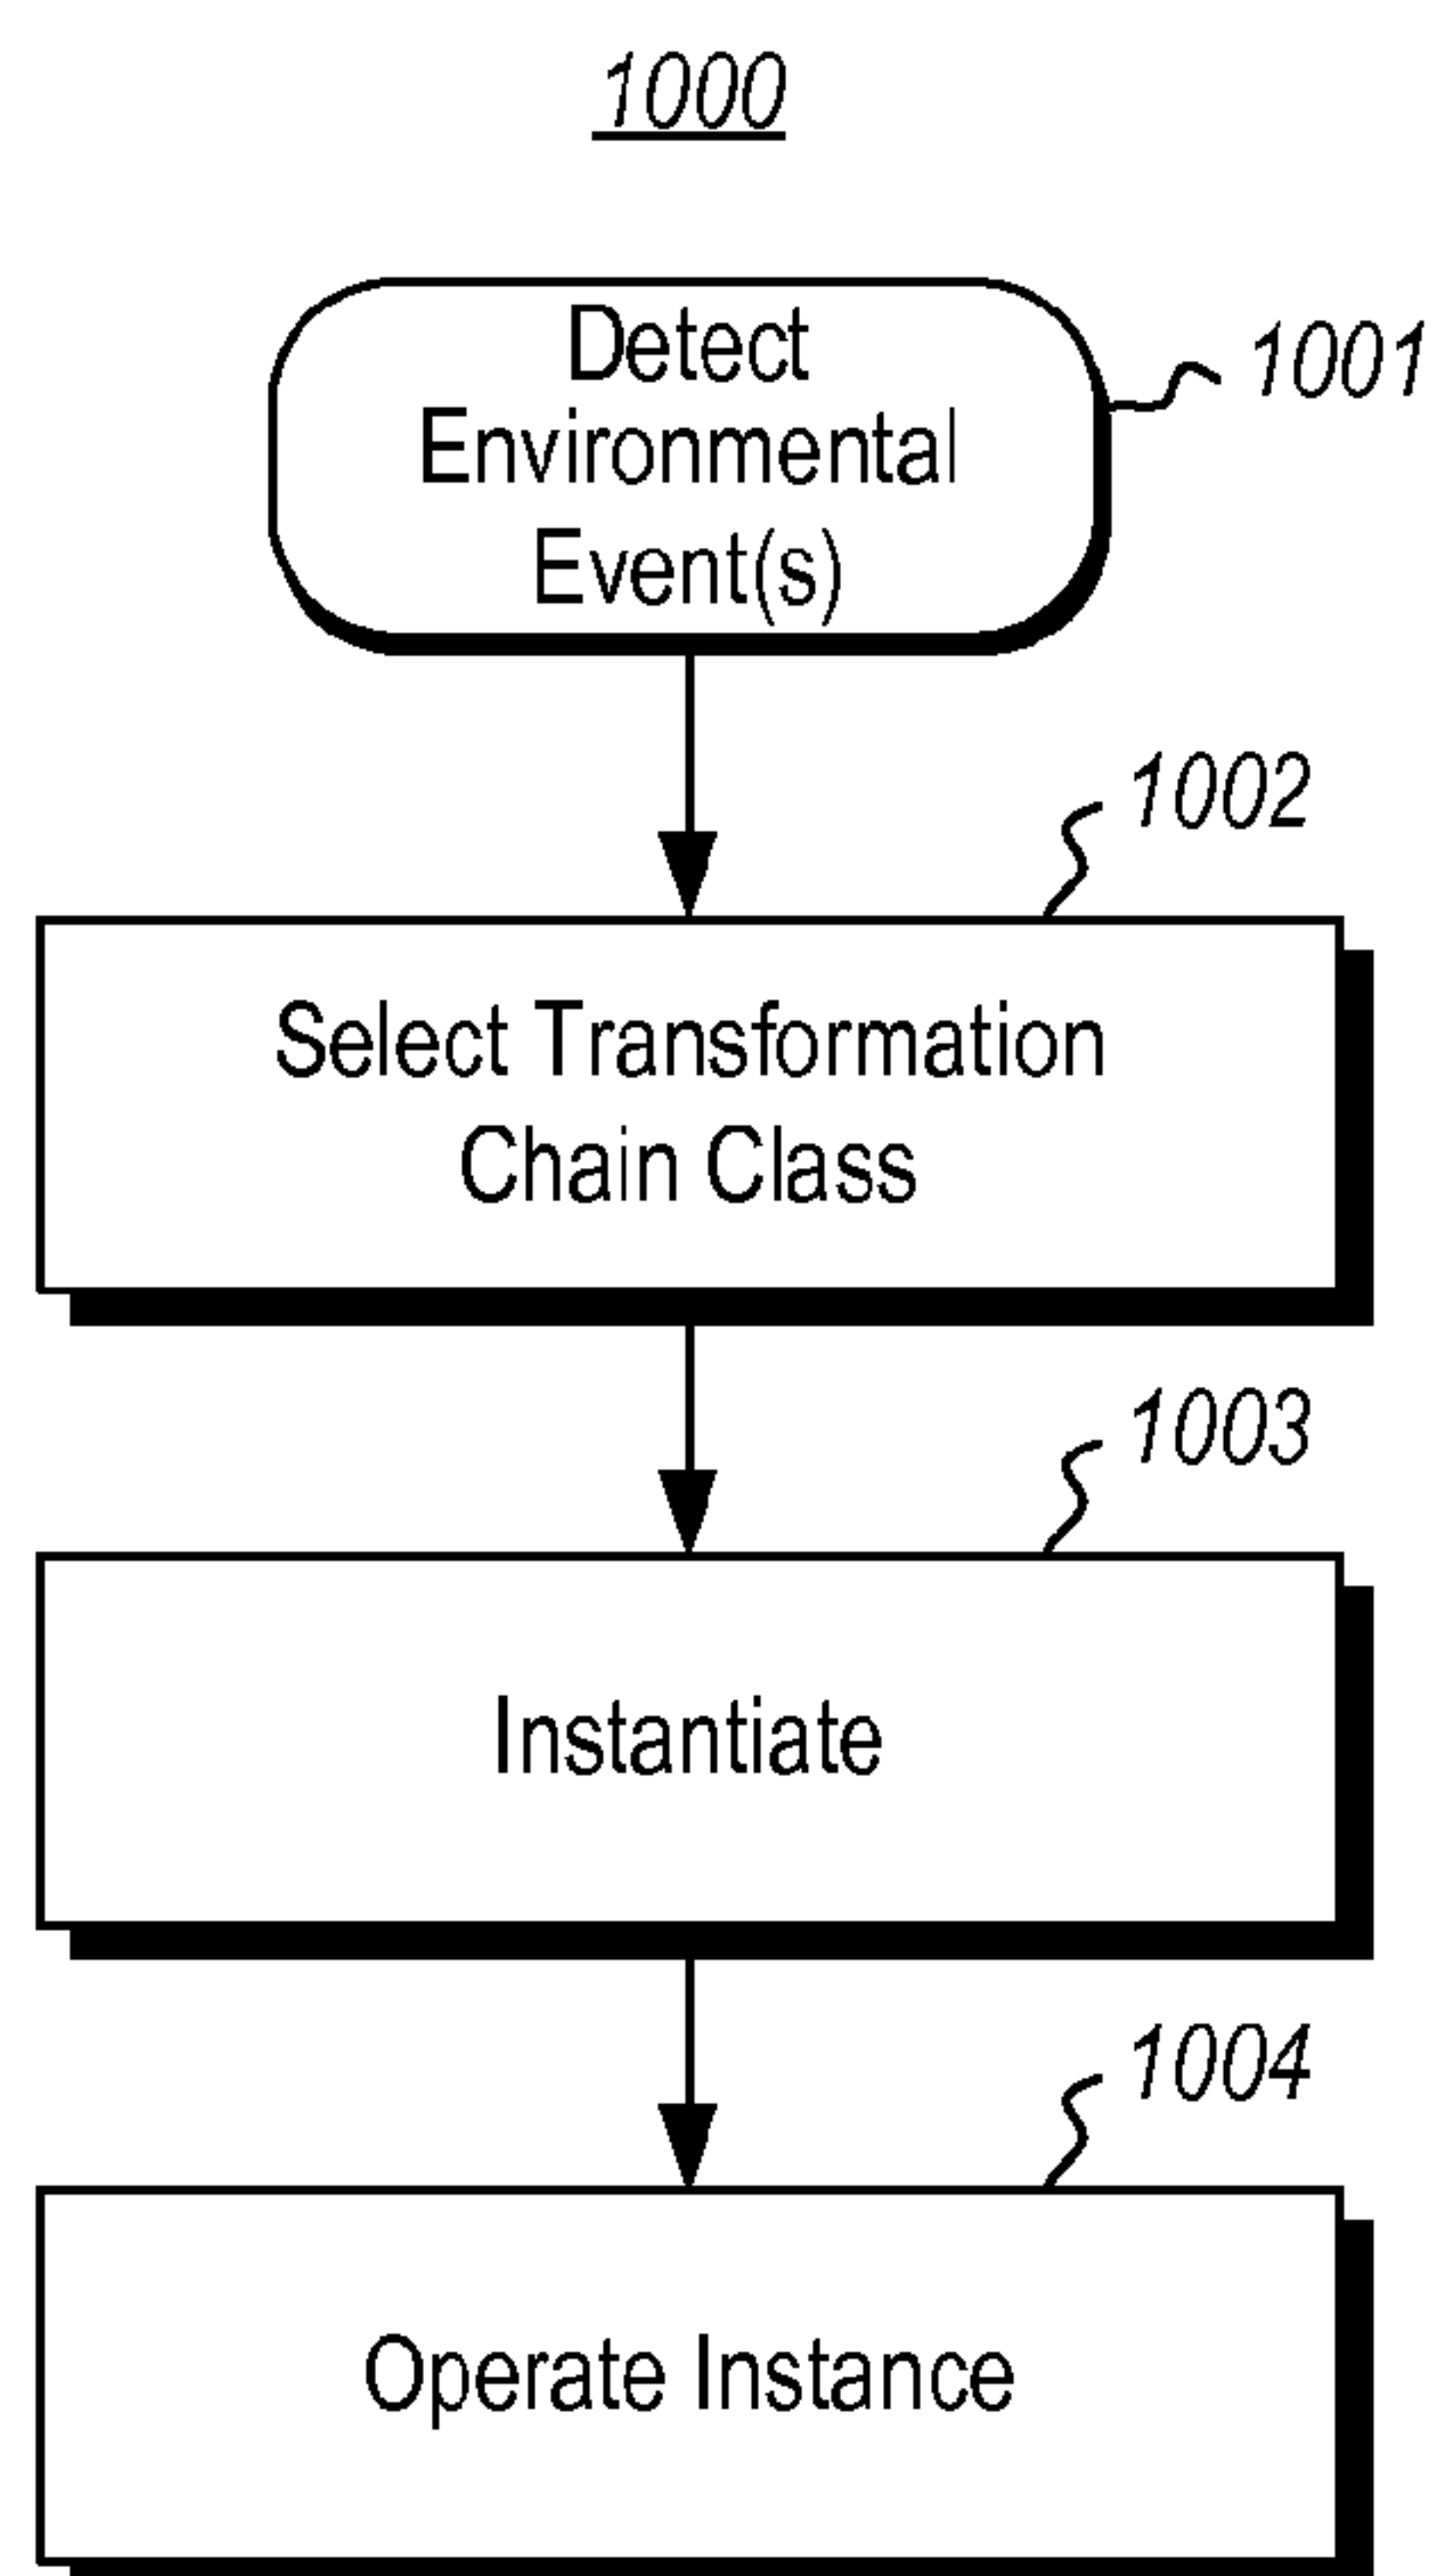 1000
Detect
Environmental
Event(s)
1001
1002
Select Transformation
Chain Class
1003
Instantiate
1004
Operate Instance